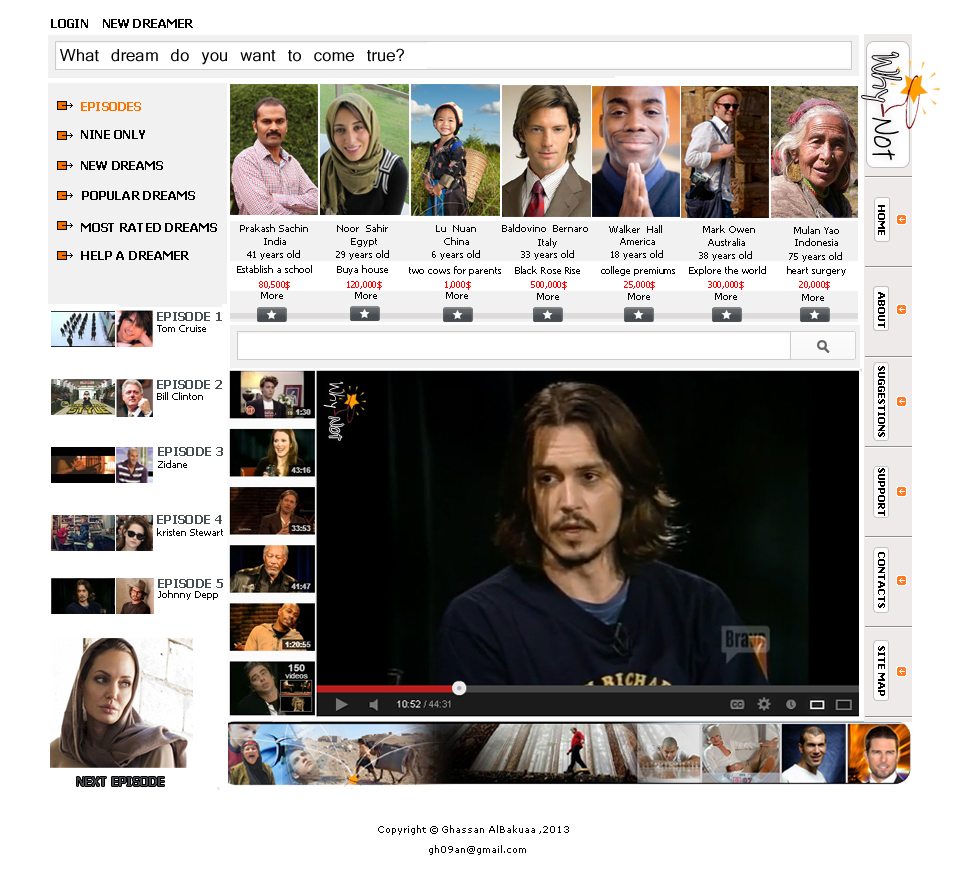 LOGIN NEW DREAMER
What dream do you want to come true?
Why Not
EPISODES
NINE ONLY
NEW DREAMS
POPULAR DREAMS
MOST RATED DREAMS
HELP A DREAMER
Prakash Sachin
India
41 years old
Establish a school
80,500$
More
Noor Sahir
Egypt
29 years old
Buya house
120,000$
More
Lu Nuan
China
6 years old
two cows for parents
1,000$
More
Baldovino Bernaro
Italy
33 years old
Black Rose Rise
500,000$
More
Walker Hall
America
18 years old
college premiums
25,000$
More
Mark Owen
Australia
38 years old
Explore the world
300,000$
More
Mulan Yao
Indonesia
75 years old
heart surgery
20,000$
More
HOME
ABOUT
SUGGESTIONS
SUPPORT
CONTACTS
SITE MAP
EPISODE 1
Tom Cruise
EPISODE 2
Bill Clinton
EPISODE 3
Zidane
EPISODE 4
kristen Stewart
EPISODE 5
Johnny Depp
NEXT EPISODE
1:30
43:16
33:53
41:47
1:20:55
150
videos
Why Not
Bravo
RICHAR
10:52 / 44:31
CC
Copyright © Ghassan AlBakuaa ,2013
gh09an@gmail.com